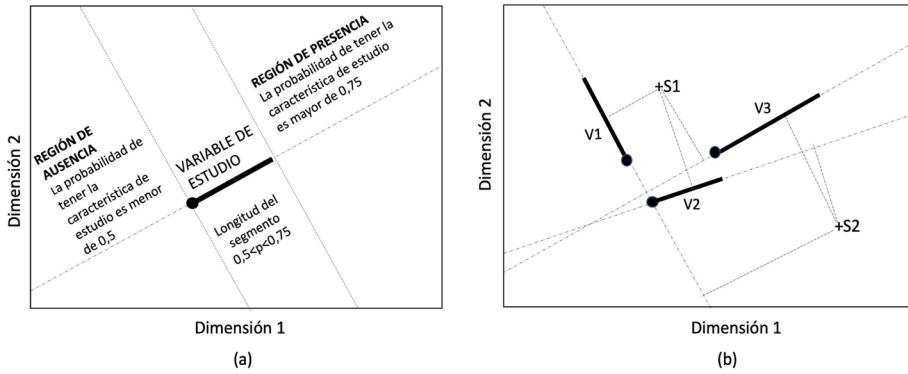 Dimensión 2
REGIÓN DE
AUSENCIA
La probabilidad de
tener la
característica de
estudio es menor
de 0,5
VARIABLE DE
ESTUDIO
Longitud del
segmento
0,5<p<0,75
REGIÓN DE PRESENCIA
La probabilidad de tener la
característica de estudio
es mayor de 0,75
Dimensión 1
(a)
Dimensión 2
+S1
V1
V3
V2
+S2
Dimensión 1
(b)